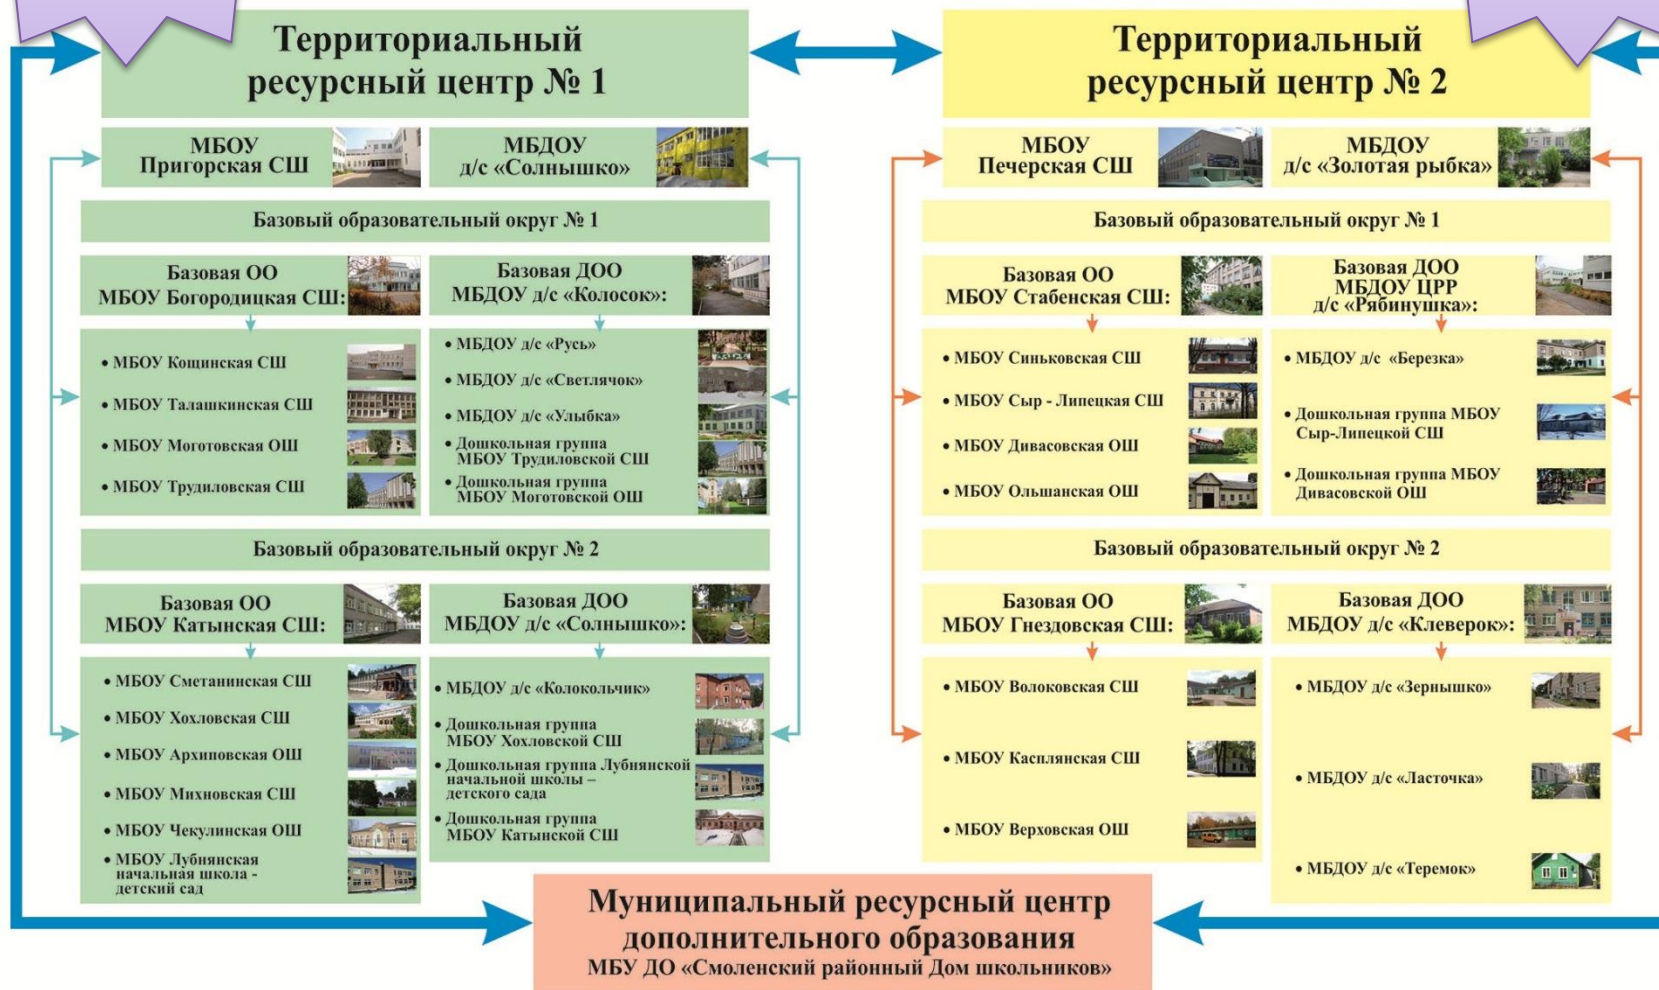 Территориальный
ресурсный центр № 1
МБОУ
Пригорская СШ
МБДОУ
д/с «Солнышко»
Базовый образовательный округ № 1
Базовая ОО
МБОУ Богородицкая СШ:
Базовая ДОО
МБДОУ д/с «Колосок»:
• МБОУ Кощинская СШ
• МБОУ Талашкинская СШ
• МБОУ Моготовская ОШ
• МБОУ Трудиловская СШ
• МБДОУ д/с «Русь»
• МБДОУ д/с «Светлячок»
• МБДОУ д/с «Улыбка»
• Дошкольная группа
МБОУ Трудиловской СШ
• Дошкольная группа
МБОУ Моготовской ОШ
Базовый образовательный округ № 2
Базовая ОО
МБОУ Катынская СШ:
Базовая ДОО
МБДОУ д/с «Солнышко»:
• МБОУ Сметанинская СШ
• МБОУ Хохловская СШ
• МБОУ Архиповская ОШ
• МБОУ Михновская СШ
• МБОУ Чекулинская ОШ
• МБОУ Лубнянская
начальная школа -
детский сад
• МБДОУ д/с «Колокольчик»
• Дошкольная группа
МБОУ Хохловской СШ
• Дошкольная группа Лубнянской
начальной школы –
детского сада
• Дошкольная группа
МБОУ Катынской СШ
Территориальный
ресурсный центр № 2
МБОУ
Печерская СШ
МБДОУ
д/с «Золотая рыбка»
Базовый образовательный округ № 1
Базовая ОО
МБОУ Стабенская СШ:
Базовая ДОО
МБДОУ ЦРР
д/с «Рябинушка»:
• МБОУ Синьковская СШ
• МБОУ Сыр - Липецкая СШ
• МБОУ Дивасовская ОШ
• МБОУ Ольшанская ОШ
• МБДОУ д/с «Березка»
• Дошкольная группа МБОУ
Сыр-Липецкой СШ
• Дошкольная группа МБОУ
Дивасовской ОШ
Базовый образовательный округ № 2
Базовая ОО
МБОУ Гнездовская СШ:
Базовая ДОО
МБДОУ д/с «Клеверок»:
• МБОУ Волоковская СШ
• МБОУ Касплянская СШ
• МБОУ Верховская ОШ
• МБДОУ д/с «Зернышко»
• МБДОУ д/с «Ласточка»
• МБДОУ д/с «Теремок»
Муниципальный ресурсный центр
дополнительного образования
МБУ ДО «Смоленский районный Дом школьников»